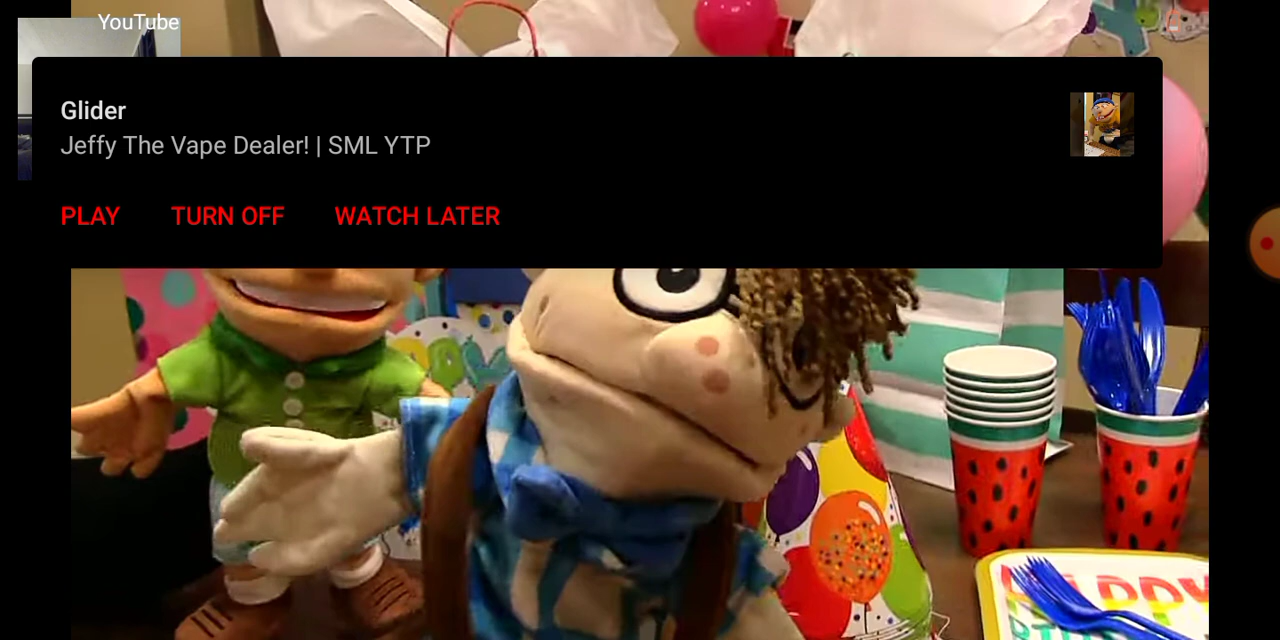 YouTube
Glider
Jeffy The Vape Dealer! | SML YTP
PLAY TURN OFF WATCH LATER